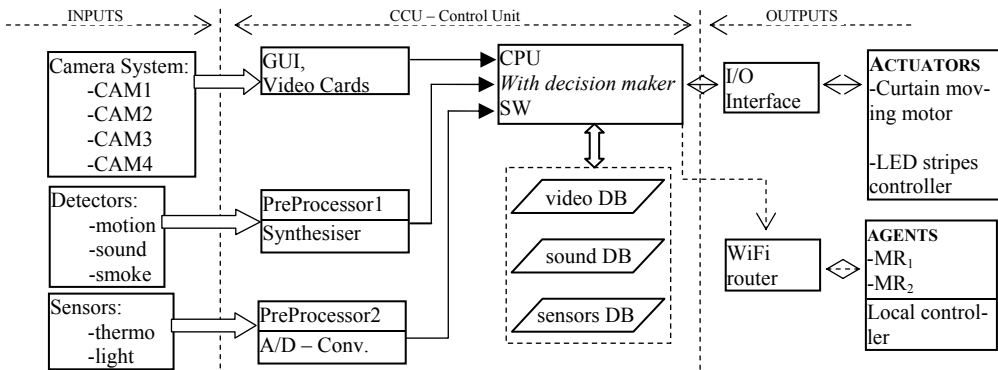 INPUTS
CCU – Control Unit
OUTPUTS
Camera System:
-CAM1
-CAM2
-CAM3
-CAM4
Detectors:
-motion
-sound
-smoke
Sensors:
-thermo
-light
GUI,
Video Cards
PreProcessor1
Synthesiser
PreProcessor2
A/D – Conv.
CPU
With decision maker
SW
video DB
sound DB
sensors DB
I/O
Interface
WiFi
router
ACTUATORS
-Curtain mov-
ing motor
-LED stripes
controller
AGENTS
-MR₁
-MR₂
Local control-
ler